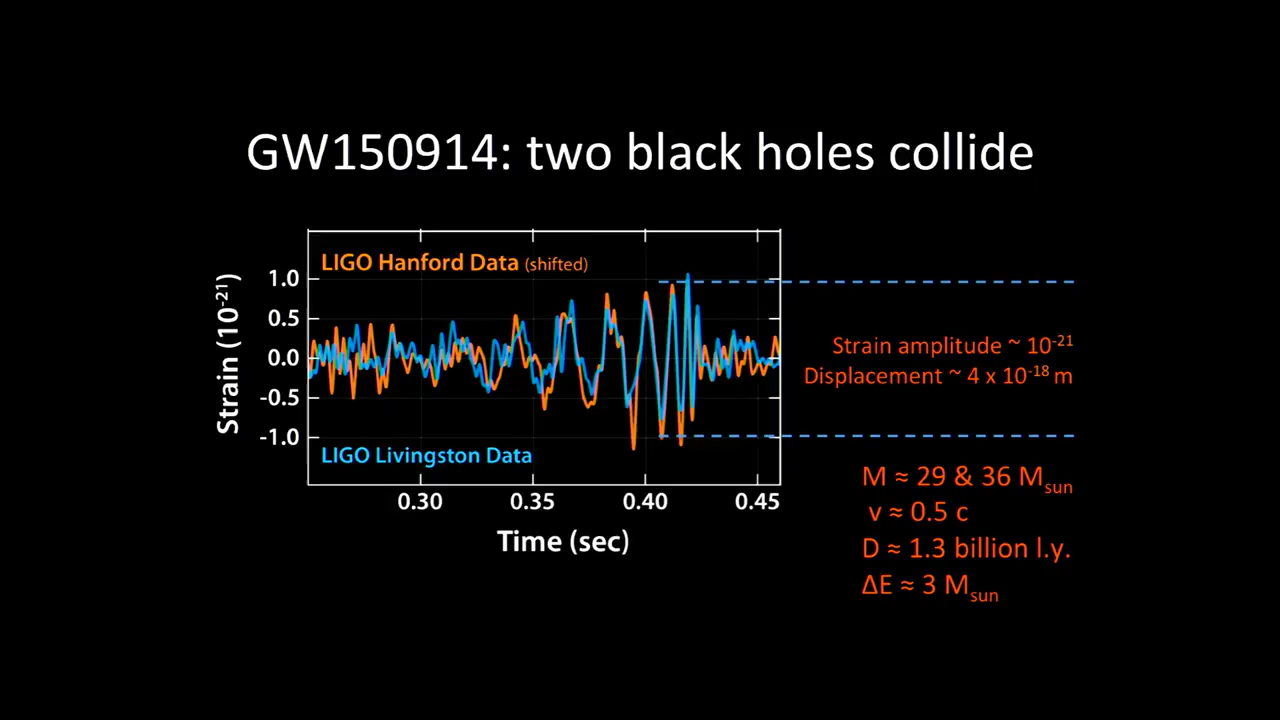 GW150914: two black holes collide
LIGO Hanford Data (shifted)
1.0
0.5
0.0
-0.5
-1.0
Strain (10⁻²¹)
LIGO Livingston Data
0.30 0.35 0.40 0.45
Time (sec)
Strain amplitude ~ 10⁻²¹
Displacement ~ 4 x 10⁻¹⁸ m
M ≈ 29 & 36 Msun
v ≈ 0.5 c
D ≈ 1.3 billion l.y.
ΔE ≈ 3 Msun